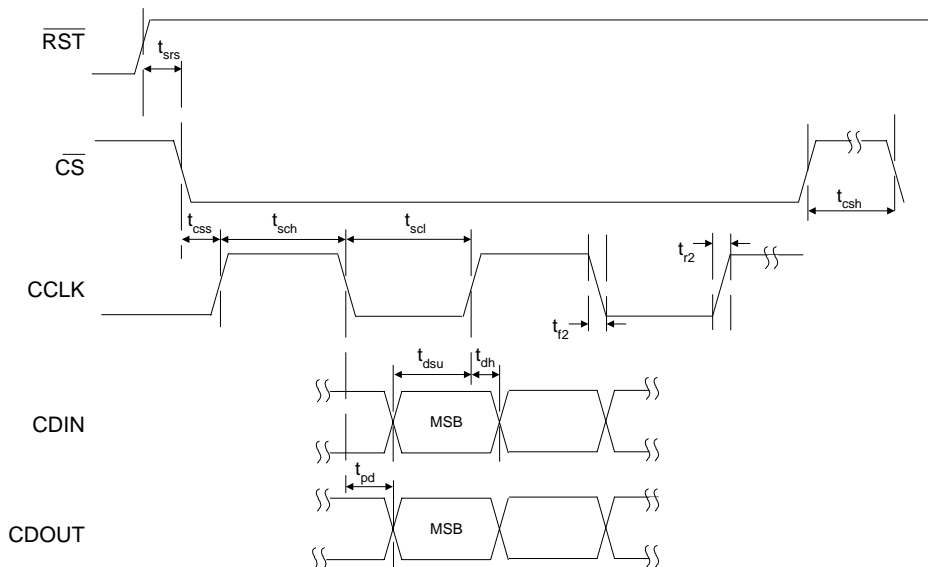 RST
tsrs
CS
tcss
tsch
tscl
tcsh
tr2
CCLK
tf2
tdsu
tdh
CDIN
MSB
tpd
CDOUT
MSB